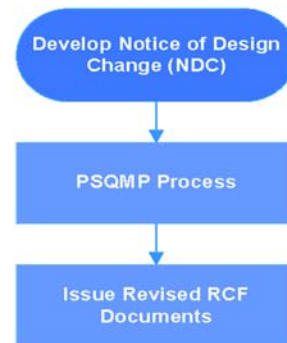 Develop Notice of Design
Change (NDC)
PSQMP Process
Issue Revised RCF
Documents